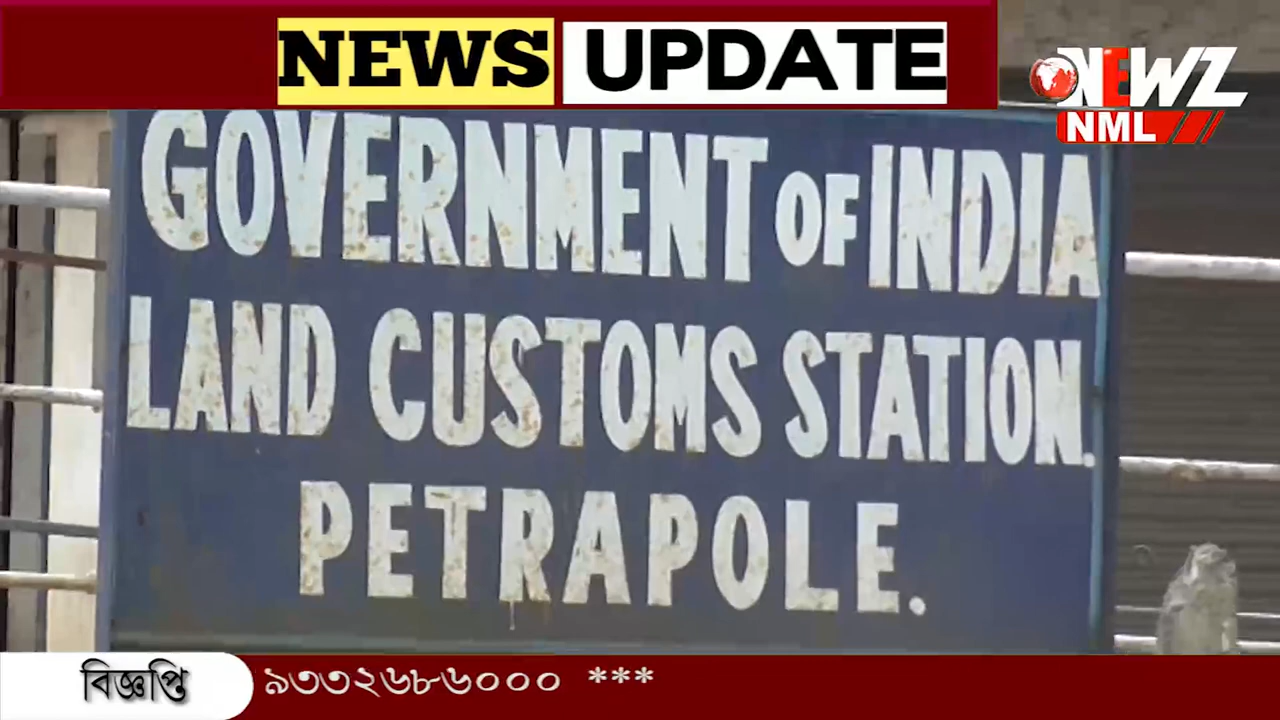 NEWS UPDATE
NEWZ
NML
GOVERNMENT OF INDIA
LAND CUSTOMS STATION.
PETRAPOLE.
বিজ্ঞপ্তি ৯৩৩২৬৮৬০০০ ***